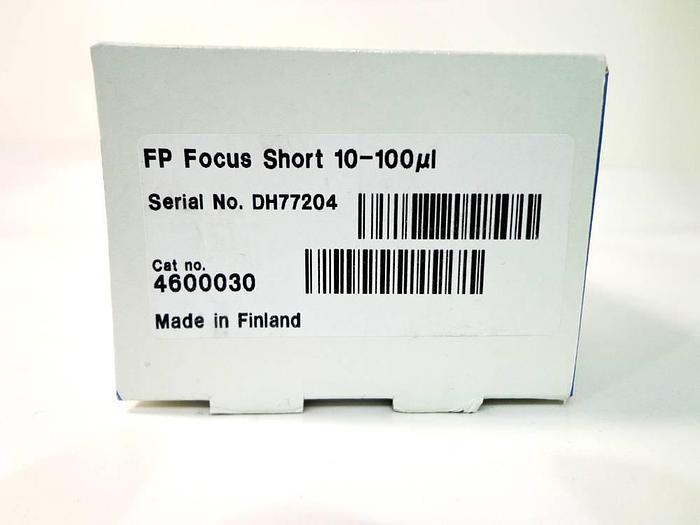 FP Focus Short 10-100µl
Serial No. DH77204
Cat no.
4600030
Made in Finland